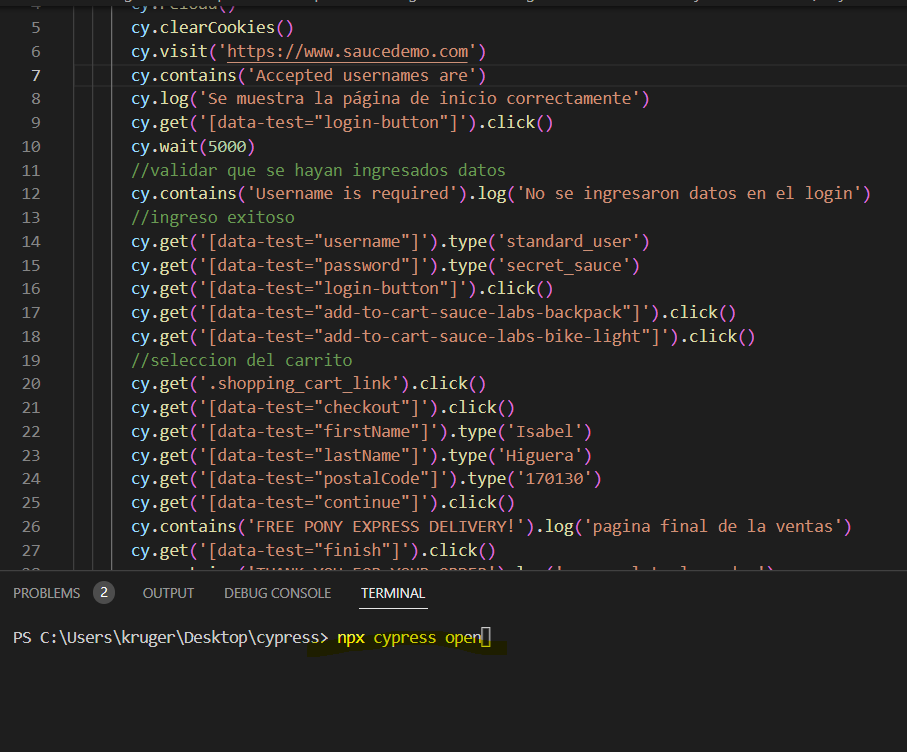 4 cy.reload()
5 cy.clearCookies()
6 cy.visit('https://www.saucedemo.com')
7 cy.contains('Accepted usernames are')
8 cy.log('Se muestra la página de inicio correctamente')
9 cy.get('[data-test="login-button"]').click()
10 cy.wait(5000)
11 //validar que se hayan ingresados datos
12 cy.contains('Username is required').log('No se ingresaron datos en el login')
13 //ingreso exitoso
14 cy.get('[data-test="username"]').type('standard_user')
15 cy.get('[data-test="password"]').type('secret_sauce')
16 cy.get('[data-test="login-button"]').click()
17 cy.get('[data-test="add-to-cart-sauce-labs-backpack"]').click()
18 cy.get('[data-test="add-to-cart-sauce-labs-bike-light"]').click()
19 //seleccion del carrito
20 cy.get('.shopping_cart_link').click()
21 cy.get('[data-test="checkout"]').click()
22 cy.get('[data-test="firstName"]').type('Isabel')
23 cy.get('[data-test="lastName"]').type('Higuera')
24 cy.get('[data-test="postalCode"]').type('170130')
25 cy.get('[data-test="continue"]').click()
26 cy.contains('FREE PONY EXPRESS DELIVERY!').log('pagina final de la ventas')
27 cy.get('[data-test="finish"]').click()
PROBLEMS 2 OUTPUT DEBUG CONSOLE TERMINAL
PS C:\Users\kruger\Desktop\cypress> npx cypress open